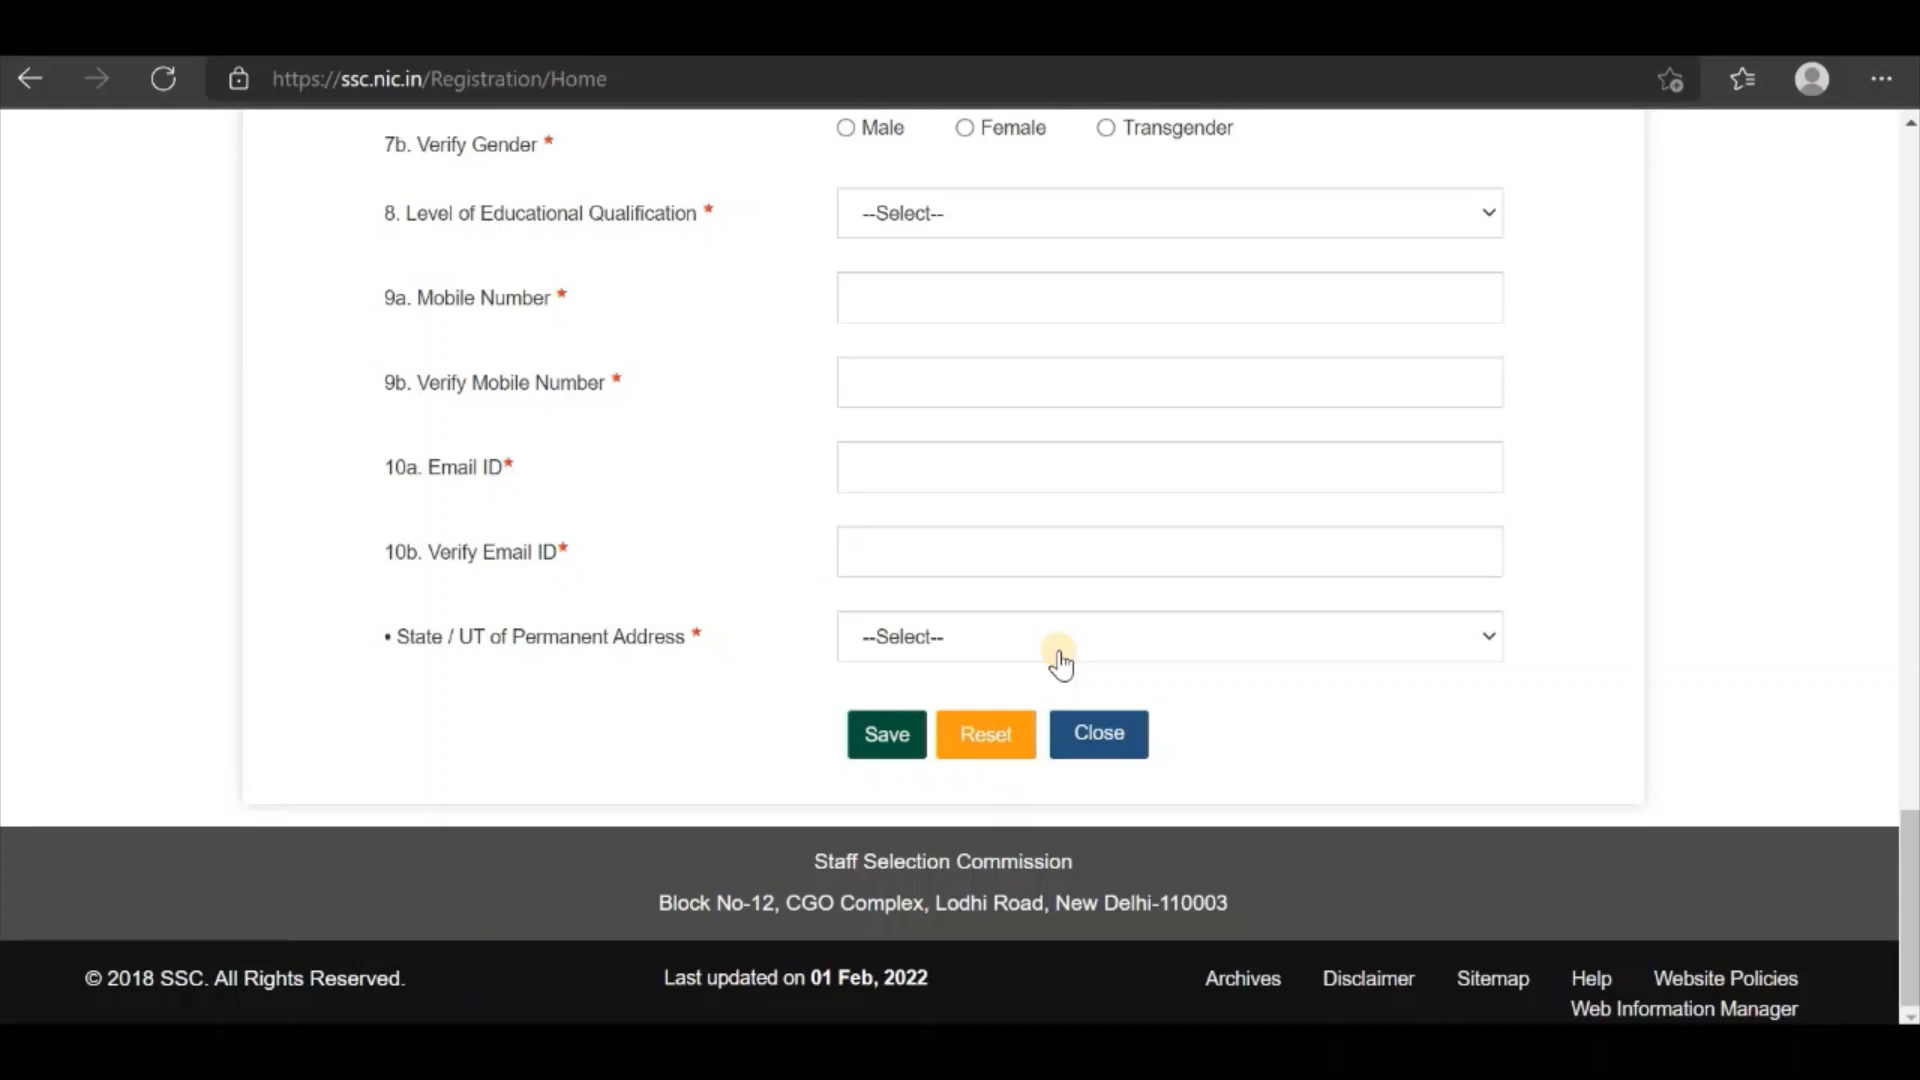 https://ssc.nic.in/Registration/Home
7b. Verify Gender * Male Female Transgender
8. Level of Educational Qualification * --Select--
9a. Mobile Number *
9b. Verify Mobile Number *
10a. Email ID*
10b. Verify Email ID*
• State / UT of Permanent Address * --Select--
Save Reset Close
Staff Selection Commission
Block No-12, CGO Complex, Lodhi Road, New Delhi-110003
© 2018 SSC. All Rights Reserved. Last updated on 01 Feb, 2022 Archives Disclaimer Sitemap Help Website Policies
Web Information Manager